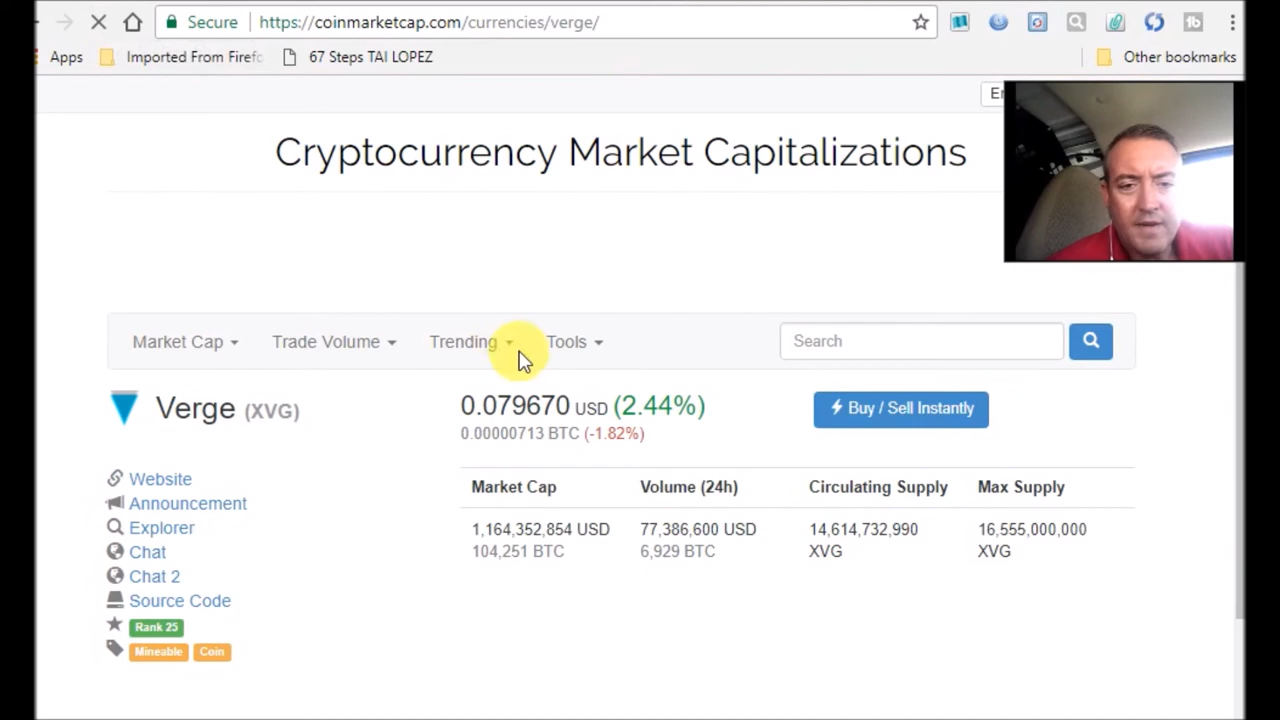 Secure https://coinmarketcap.com/currencies/verge/
Apps Imported From Firefo 67 Steps TAI LOPEZ Other bookmarks
Cryptocurrency Market Capitalizations
Market Cap Trade Volume Trending Tools Search
Verge (XVG) 0.079670 USD (2.44%) Buy / Sell Instantly
0.00000713 BTC (-1.82%)
Website
Announcement
Explorer
Chat
Chat 2
Source Code
Rank 25
Mineable Coin
Market Cap Volume (24h) Circulating Supply Max Supply
1,164,352,854 USD 77,386,600 USD 14,614,732,990 16,555,000,000
104,251 BTC 6,929 BTC XVG XVG